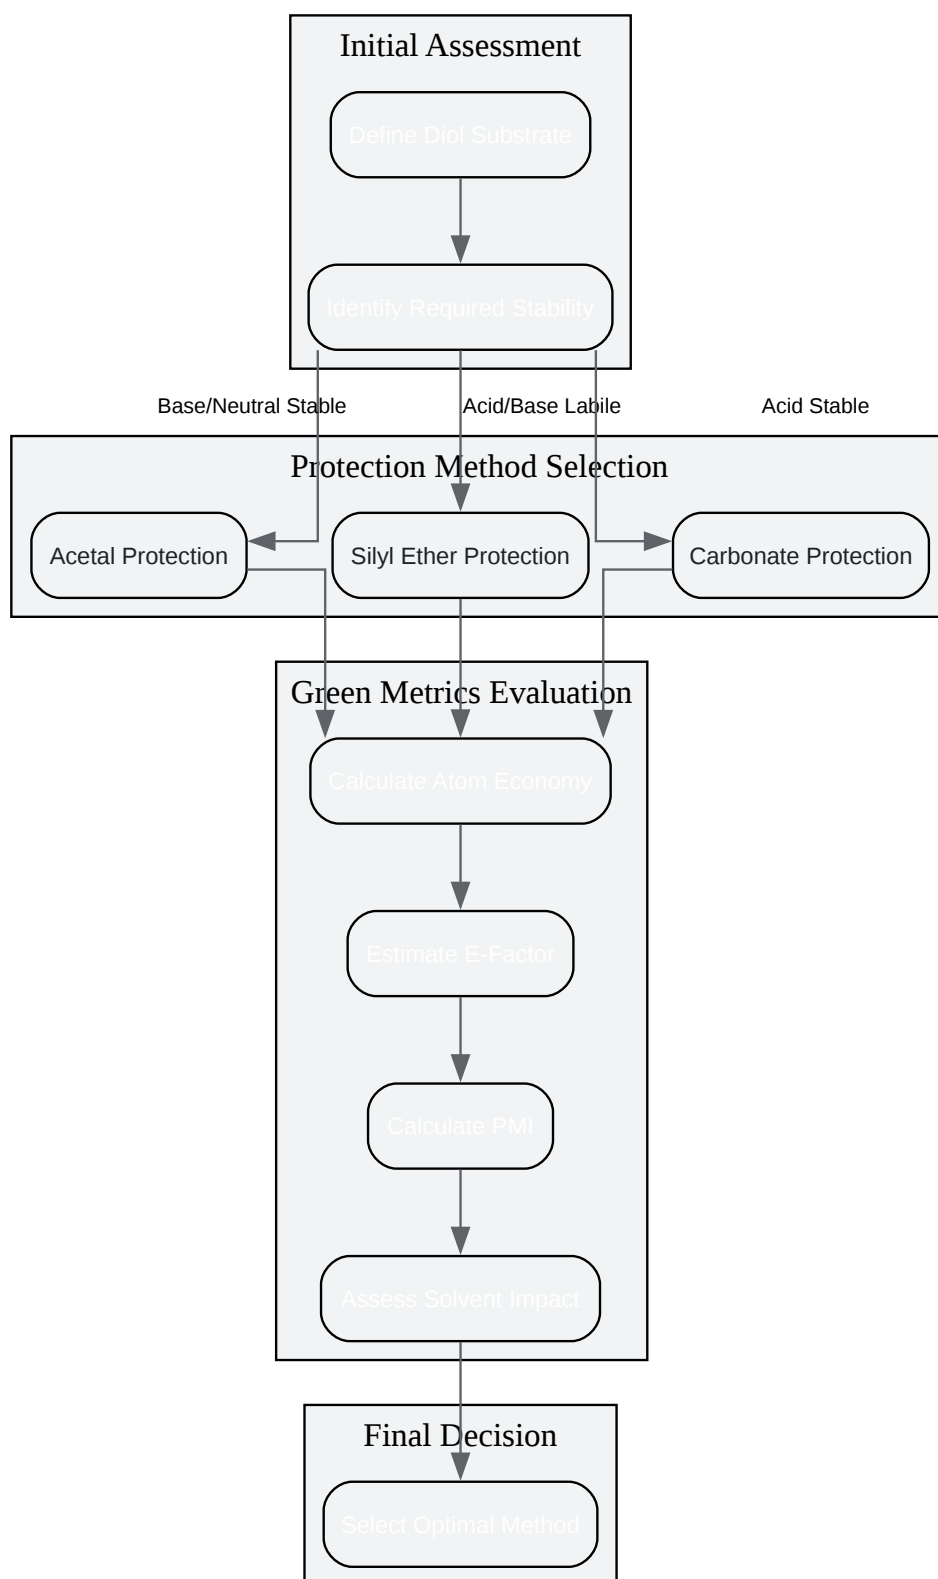 Initial Assessment
Define Diol Substrate
Identify Required Stability
Base/Neutral Stable
Acid/Base Labile
Acid Stable
Protection Method Selection
Acetal Protection
Silyl Ether Protection
Carbonate Protection
Green Metrics Evaluation
Calculate Atom Economy
Estimate E-Factor
Calculate PMI
Assess Solvent Impact
Final Decision
Select Optimal Method